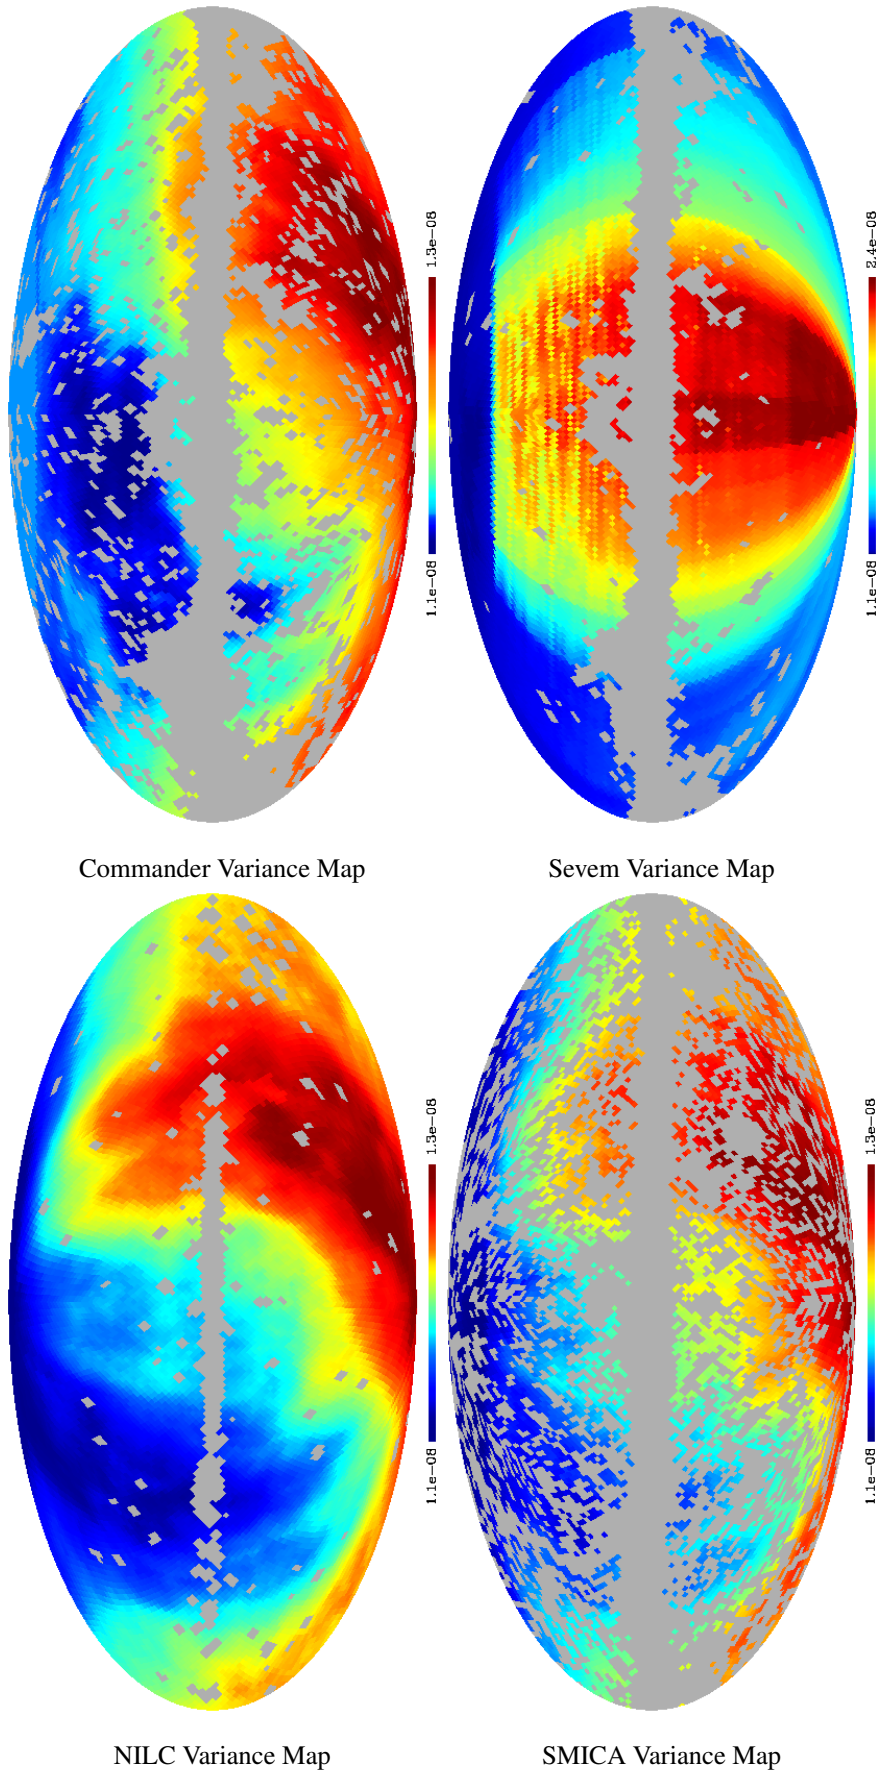 1.1e-08 1.3e-08
1.1e-08 2.4e-08
Commander Variance Map
Sevem Variance Map
1.1e-08 1.3e-08
1.1e-08 1.3e-08
NILC Variance Map
SMICA Variance Map